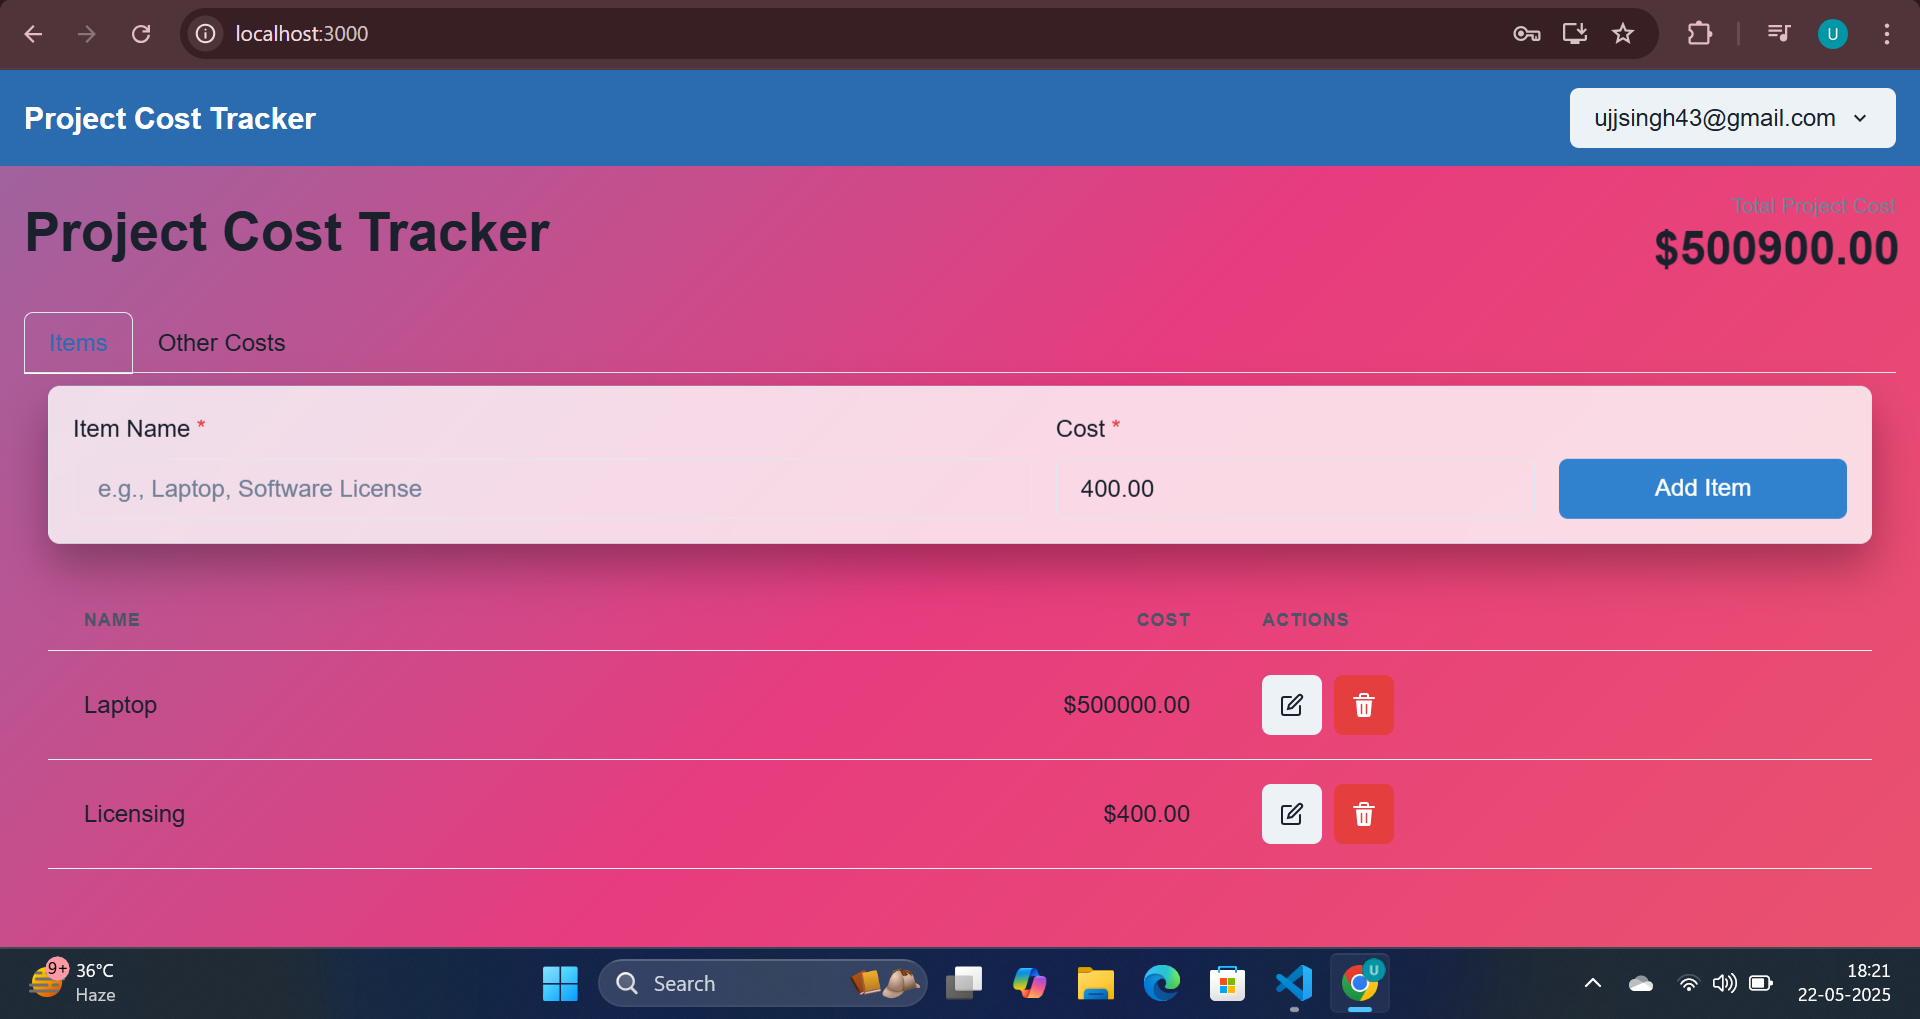 localhost:3000
U
Project Cost Tracker
ujjsingh43@gmail.com
Project Cost Tracker
Total Project Cost
$500900.00
Items
Other Costs
Item Name *
Cost *
e.g., Laptop, Software License
400.00
Add Item
NAME
COST
ACTIONS
Laptop
$500000.00
Licensing
$400.00
9+
36°C
Haze
Search
U
18:21
22-05-2025